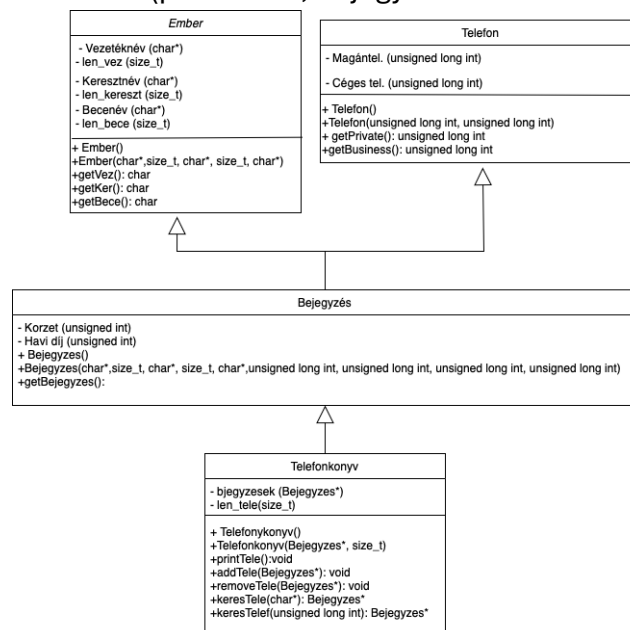 Ember
- Vezetéknév (char*)
- len_vez (size_t)
- Keresztnév (char*)
- len_kereszt (size_t)
- Becenév (char*)
- len_bece (size_t)
+ Ember()
+Ember(char*,size_t, char*, size_t, char*)
+getVez(): char
+getKer(): char
+getBece(): char
Telefon
- Magántel. (unsigned long int)
- Céges tel. (unsigned long int)
+ Telefon()
+Telefon(unsigned long int, unsigned long int)
+ getPrivate(): unsigned long int
+getBusiness(): unsigned long int
Bejegyzés
- Korzet (unsigned int)
- Havi díj (unsigned int)
+ Bejegyzes()
+Bejegyzes(char*,size_t, char*, size_t, char*,unsigned long int, unsigned long int, unsigned long int, unsigned long int)
+getBejegyzes():
Telefonkonyv
- bjegyzesek (Bejegyzes*)
- len_tele(size_t)
+ Telefonykonyv()
+Telefonkonyv(Bejegyzes*, size_t)
+printTele():void
+addTele(Bejegyzes*): void
+removeTele(Bejegyzes*): void
+keresTele(char*): Bejegyzes*
+keresTelef(unsigned long int): Bejegyzes*